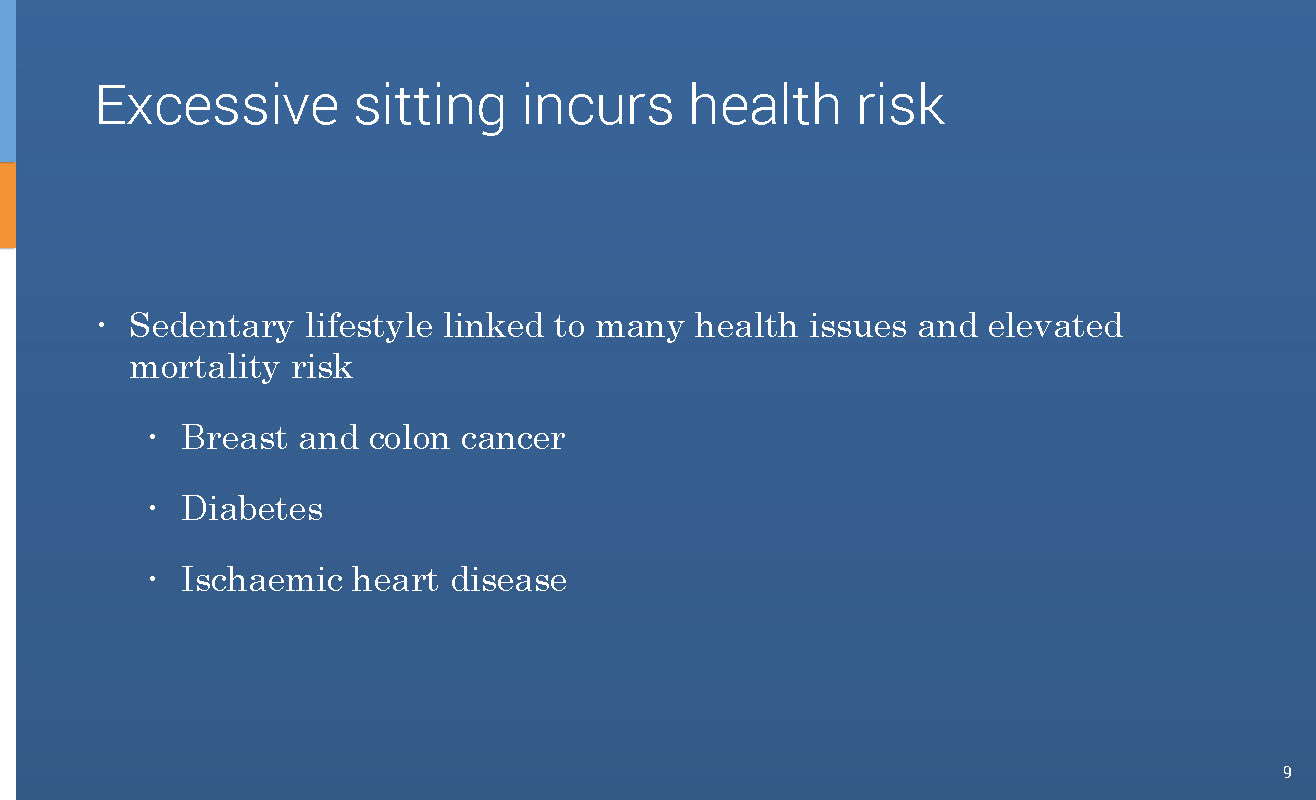 Excessive sitting incurs health risk
· Sedentary lifestyle linked to many health issues and elevated
mortality risk
· Breast and colon cancer
· Diabetes
· Ischaemic heart disease
9